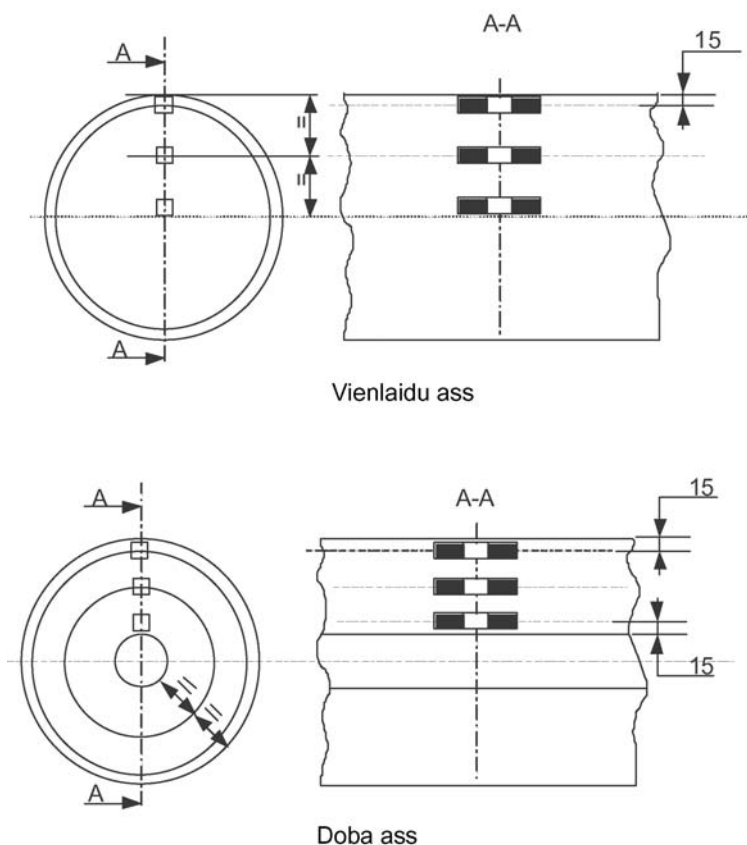 A
A-A
15
=
=
A
Vienlaidu ass
A
A-A
15
=
=
15
A
Doba ass